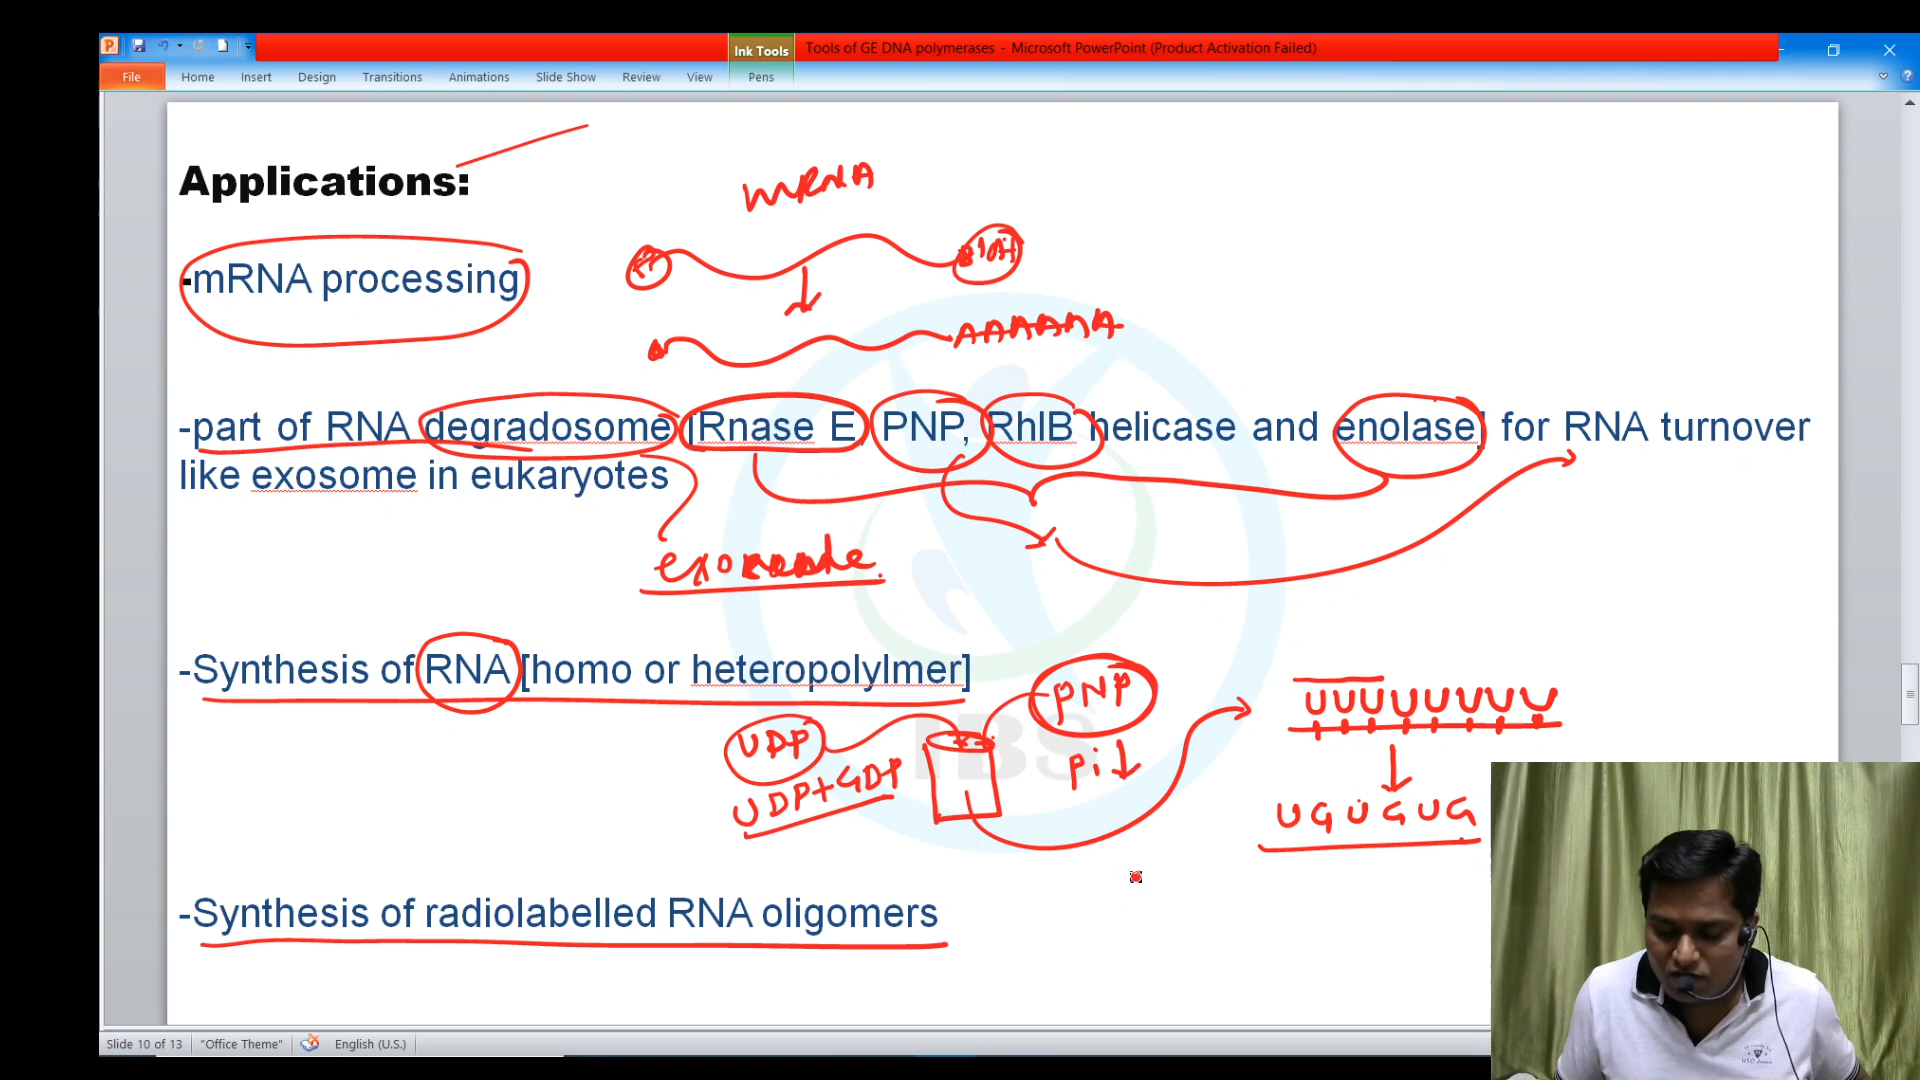 Ink Tools
Tools of GE DNA polymerases - Microsoft PowerPoint (Product Activation Failed)
File Home Insert Design Transitions Animations Slide Show Review View Pens
Applications:
mRNA
-mRNA processing
AAAAAA
-part of RNA degradosome [Rnase E, PNP, RhlB helicase and enolase] for RNA turnover
like exosome in eukaryotes
-Synthesis of RNA [homo or heteropolylmer]
PNP
UUUUUUUU
UDP
Pi
UDP+GDP
UGUGUG
IBS
-Synthesis of radiolabelled RNA oligomers
Slide 10 of 13 "Office Theme" English (U.S.)